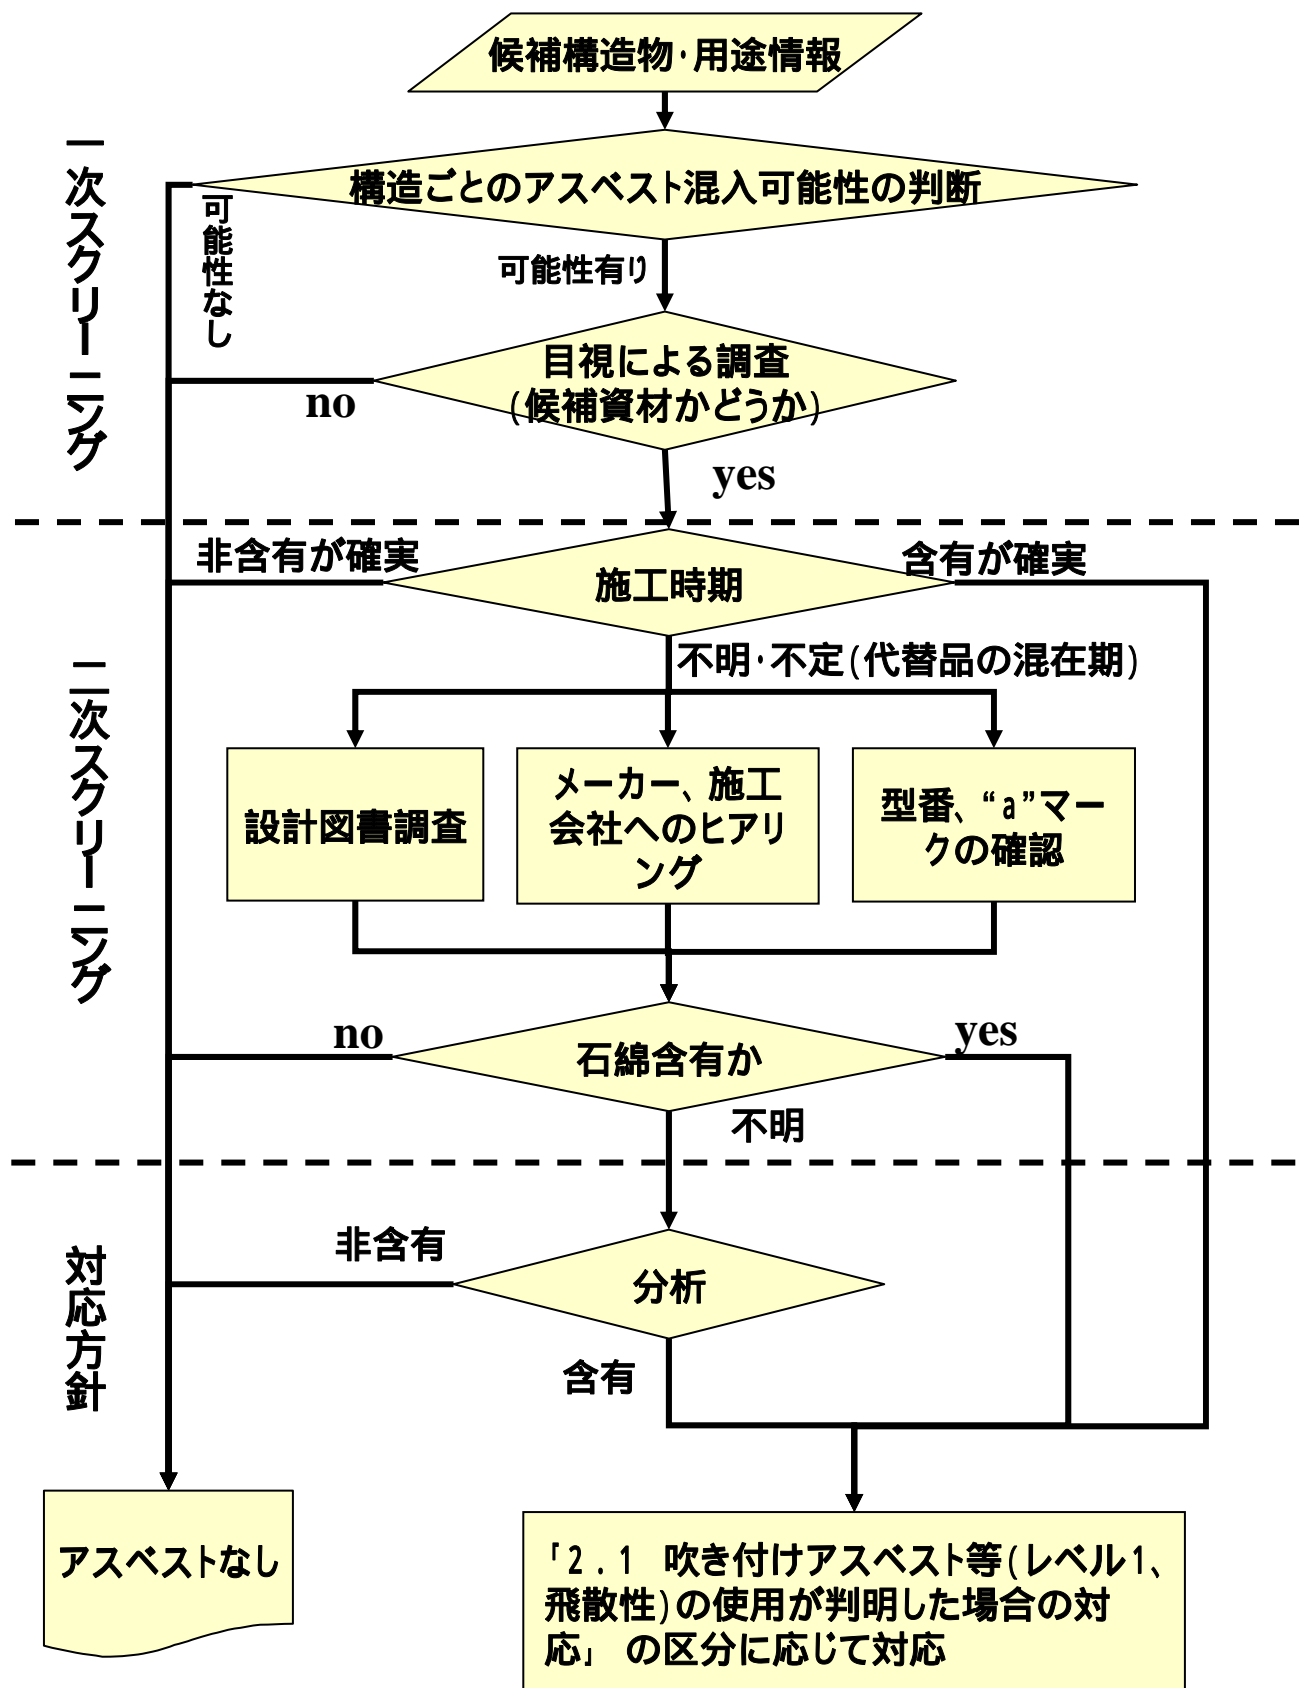 候補構造物・用途情報
一次スクリーニング
構造ごとのアスベスト混入可能性の判断
可能性なし
可能性有り
目視による調査
(候補資材かどうか)
no
yes
非含有が確実
施工時期
含有が確実
不明・不定(代替品の混在期)
二次スクリーニング
設計図書調査
メーカー、施工
会社へのヒアリ
ング
型番、“a”マー
クの確認
no
石綿含有か
yes
不明
対応方針
非含有
分析
含有
アスベストなし
「2.1 吹き付けアスベスト等(レベル1、
飛散性)の使用が判明した場合の対
応」 の区分に応じて対応